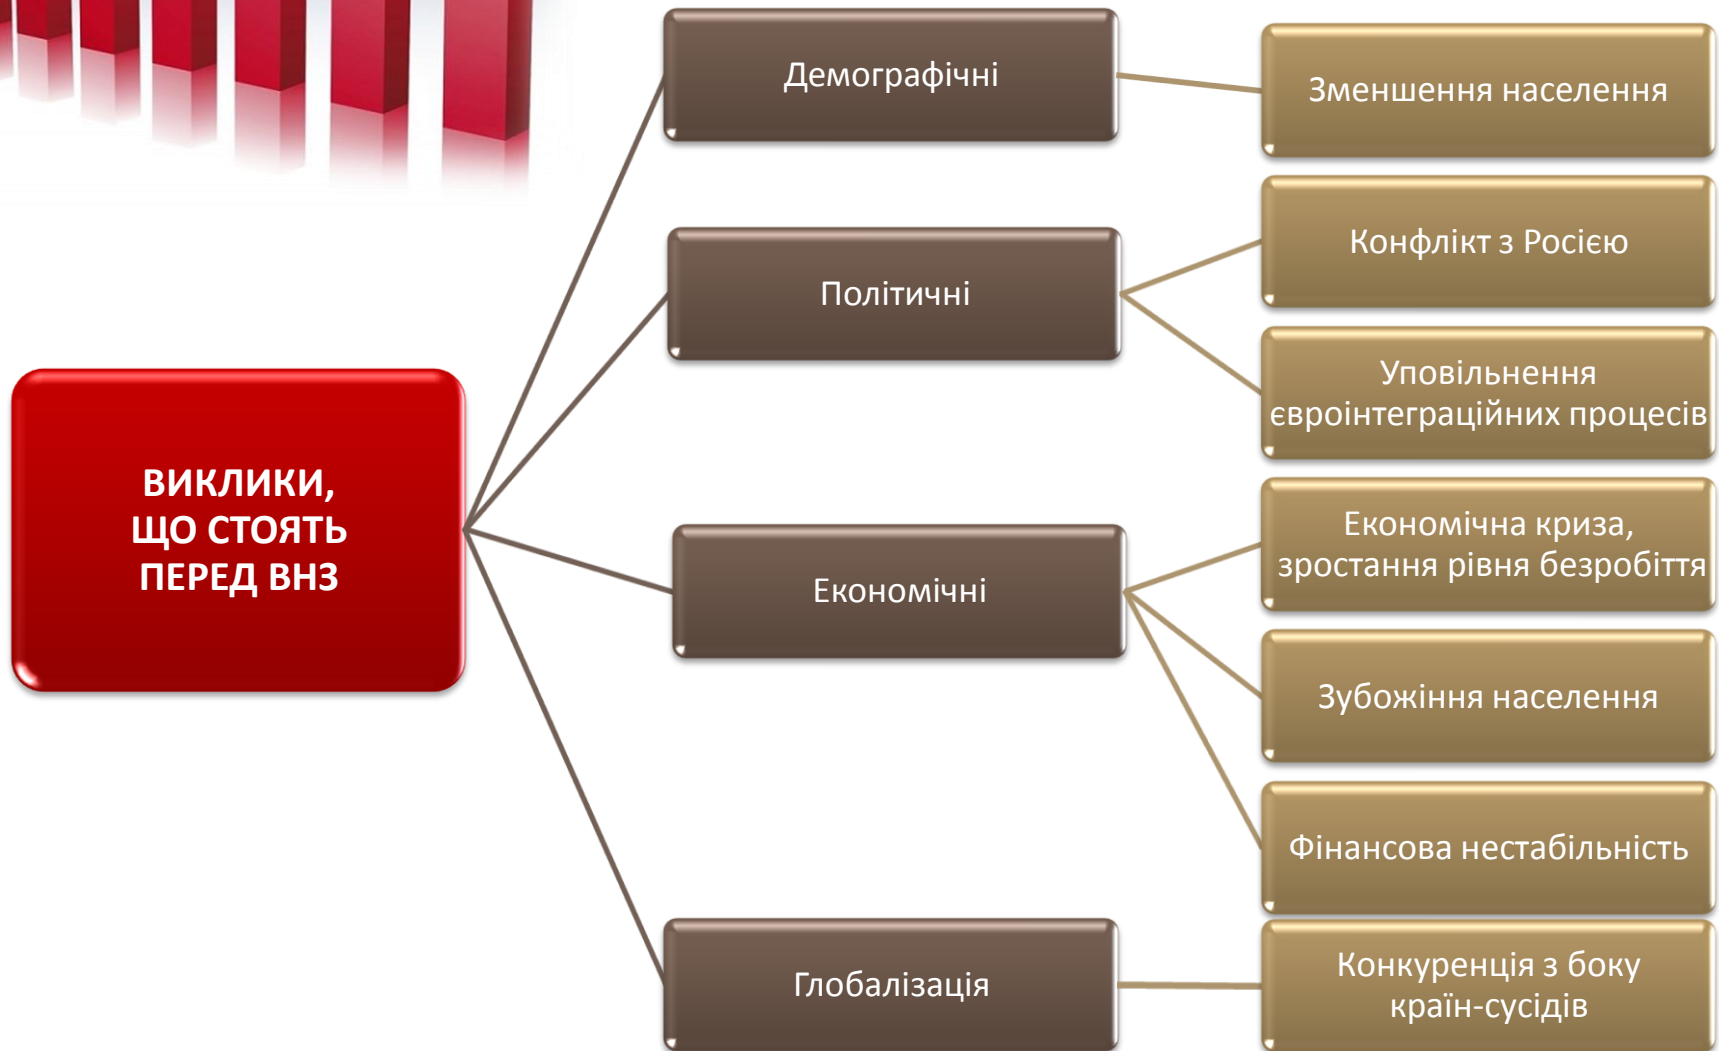 ВИКЛИКИ,
ЩО СТОЯТЬ
ПЕРЕД ВНЗ
Демографічні
Зменшення населення
Політичні
Конфлікт з Росією
Уповільнення
євроінтеграційних процесів
Економічні
Економічна криза,
зростання рівня безробіття
Зубожіння населення
Фінансова нестабільність
Глобалізація
Конкуренція з боку
країн-сусідів